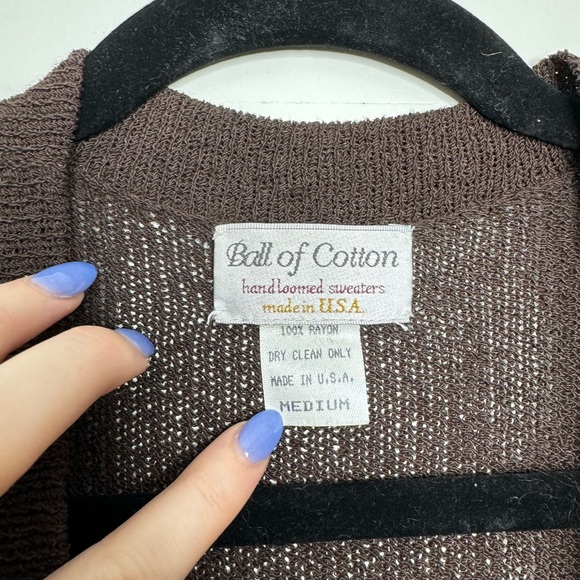 Ball of Cotton
handloomed sweaters
made in U.S.A.
100% RAYON
DRY CLEAN ONLY
MADE IN U.S.A.
MEDIUM